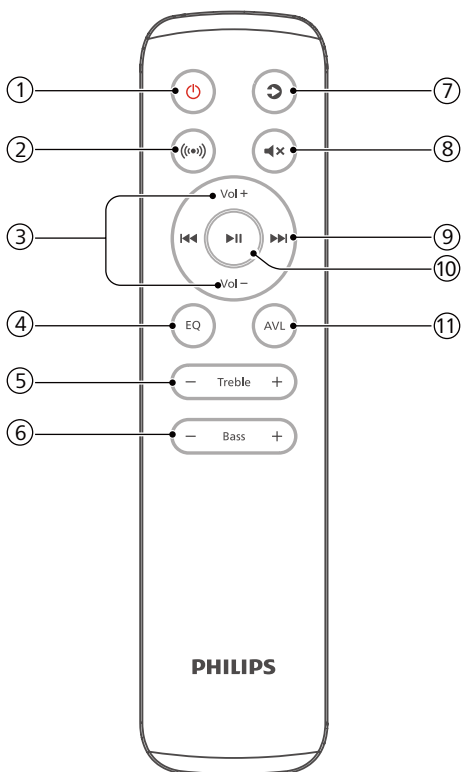 ① ⑦
② ⑧
Vol +
③ ⑨
⑩
Vol −
④ EQ AVL ⑪
⑤ − Treble +
⑥ − Bass +
PHILIPS